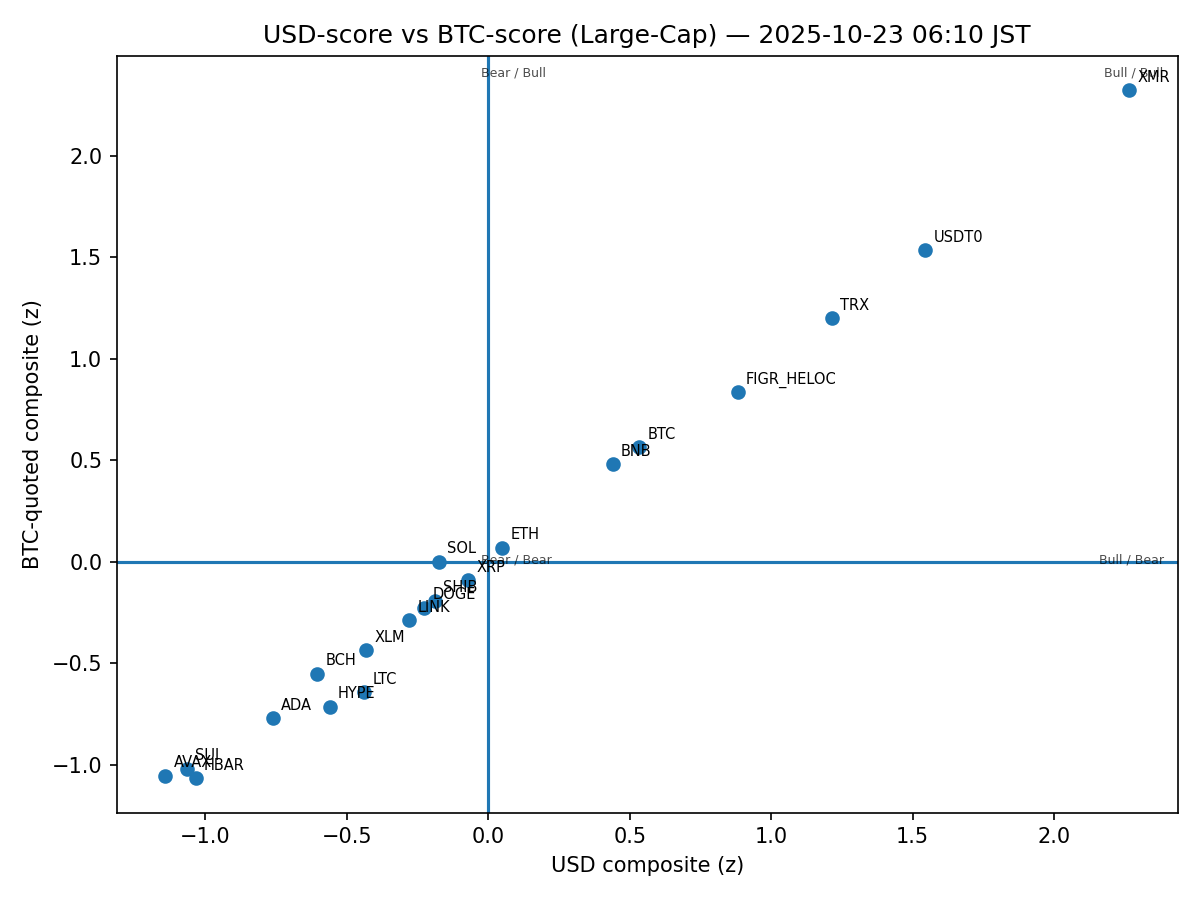 USD-score vs BTC-score (Large-Cap) — 2025-10-23 06:10 JST
Bear / Bull
Bull / Bull
XMR
USDT0
TRX
FIGR_HELOC
BTC
BNB
ETH
SOL
Bear / Bear
Bull / Bear
XRP
SHIB
DOGE
LINK
XLM
BCH
LTC
HYPE
ADA
SUI
AVAX
HBAR
2.0
1.5
1.0
0.5
0.0
−0.5
−1.0
BTC-quoted composite (z)
−1.0
−0.5
0.0
0.5
1.0
1.5
2.0
USD composite (z)